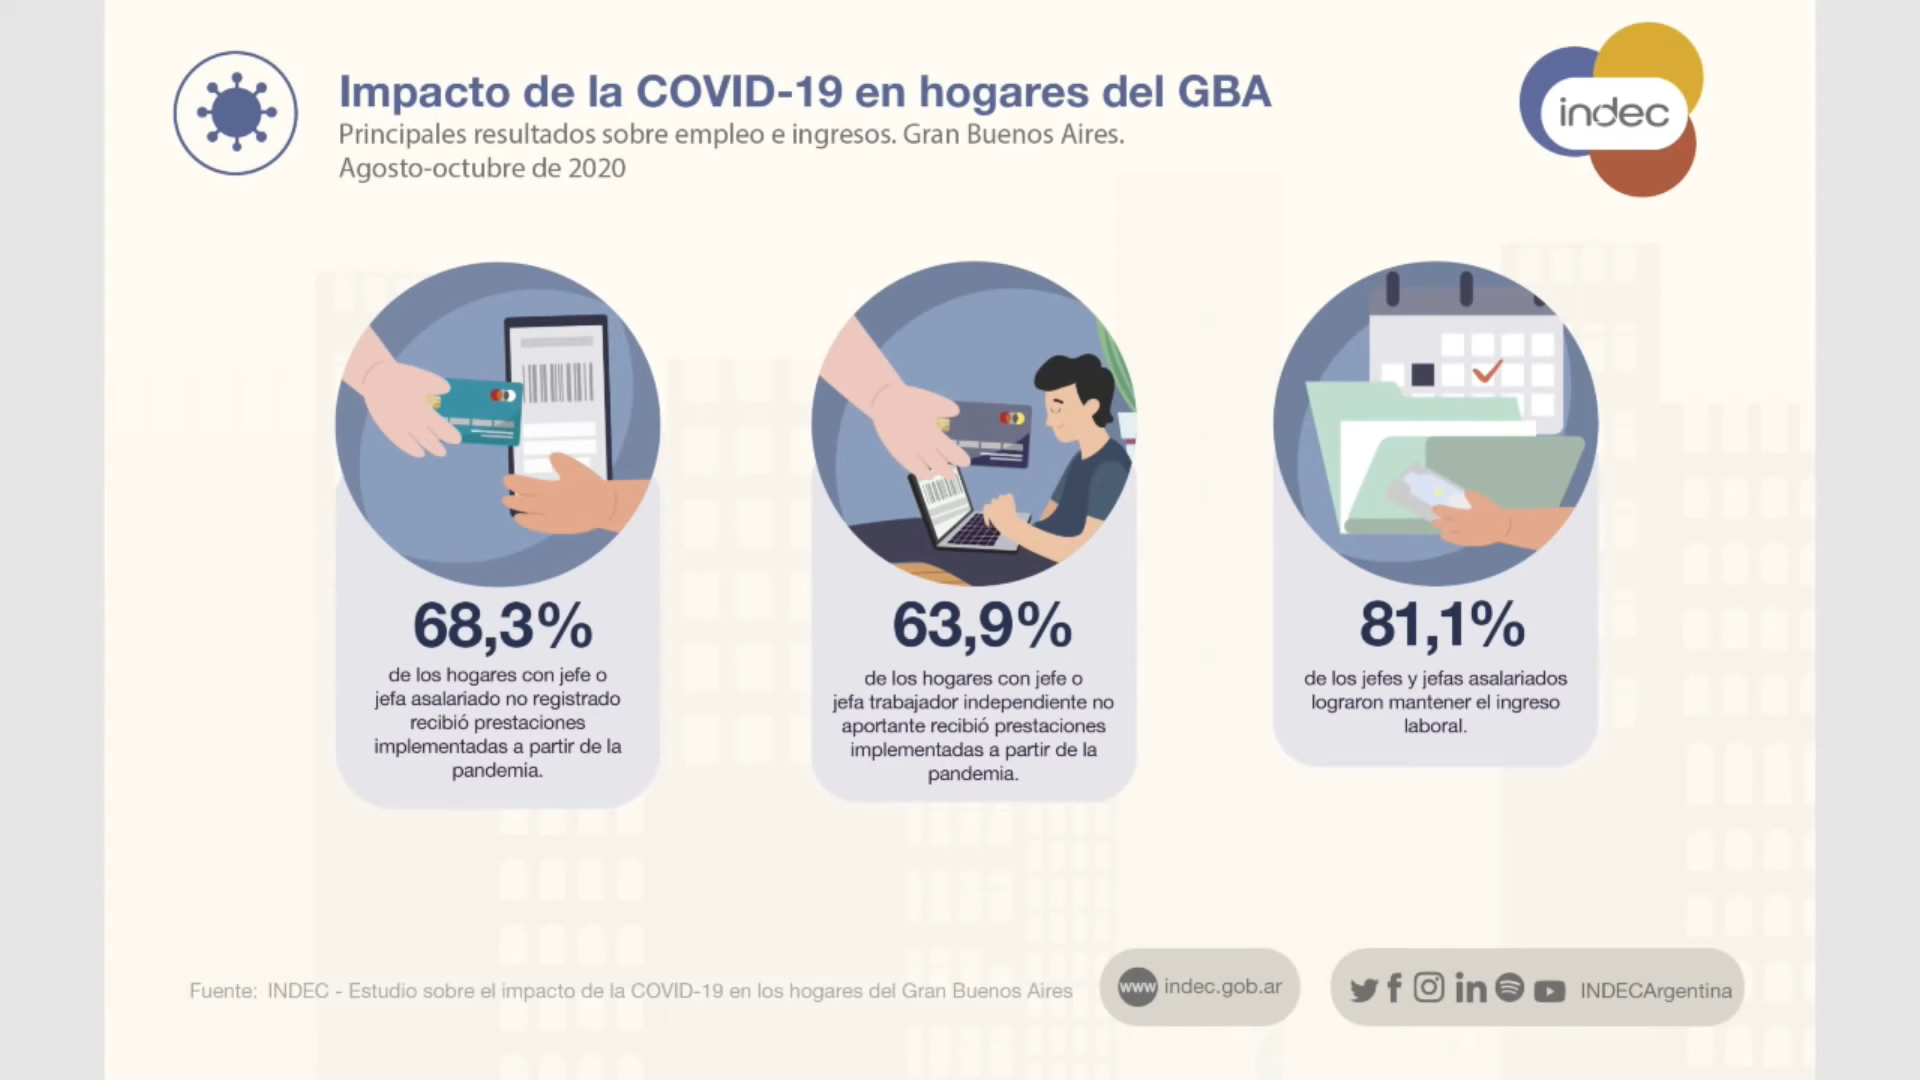 Impacto de la COVID-19 en hogares del GBA
Principales resultados sobre empleo e ingresos. Gran Buenos Aires.
Agosto-octubre de 2020
indec
68,3%
de los hogares con jefe o
jefa asalariado no registrado
recibió prestaciones
implementadas a partir de la
pandemia.
63,9%
de los hogares con jefe o
jefa trabajador independiente no
aportante recibió prestaciones
implementadas a partir de la
pandemia.
81,1%
de los jefes y jefas asalariados
lograron mantener el ingreso
laboral.
Fuente: INDEC - Estudio sobre el impacto de la COVID-19 en los hogares del Gran Buenos Aires
www indec.gob.ar
INDECArgentina